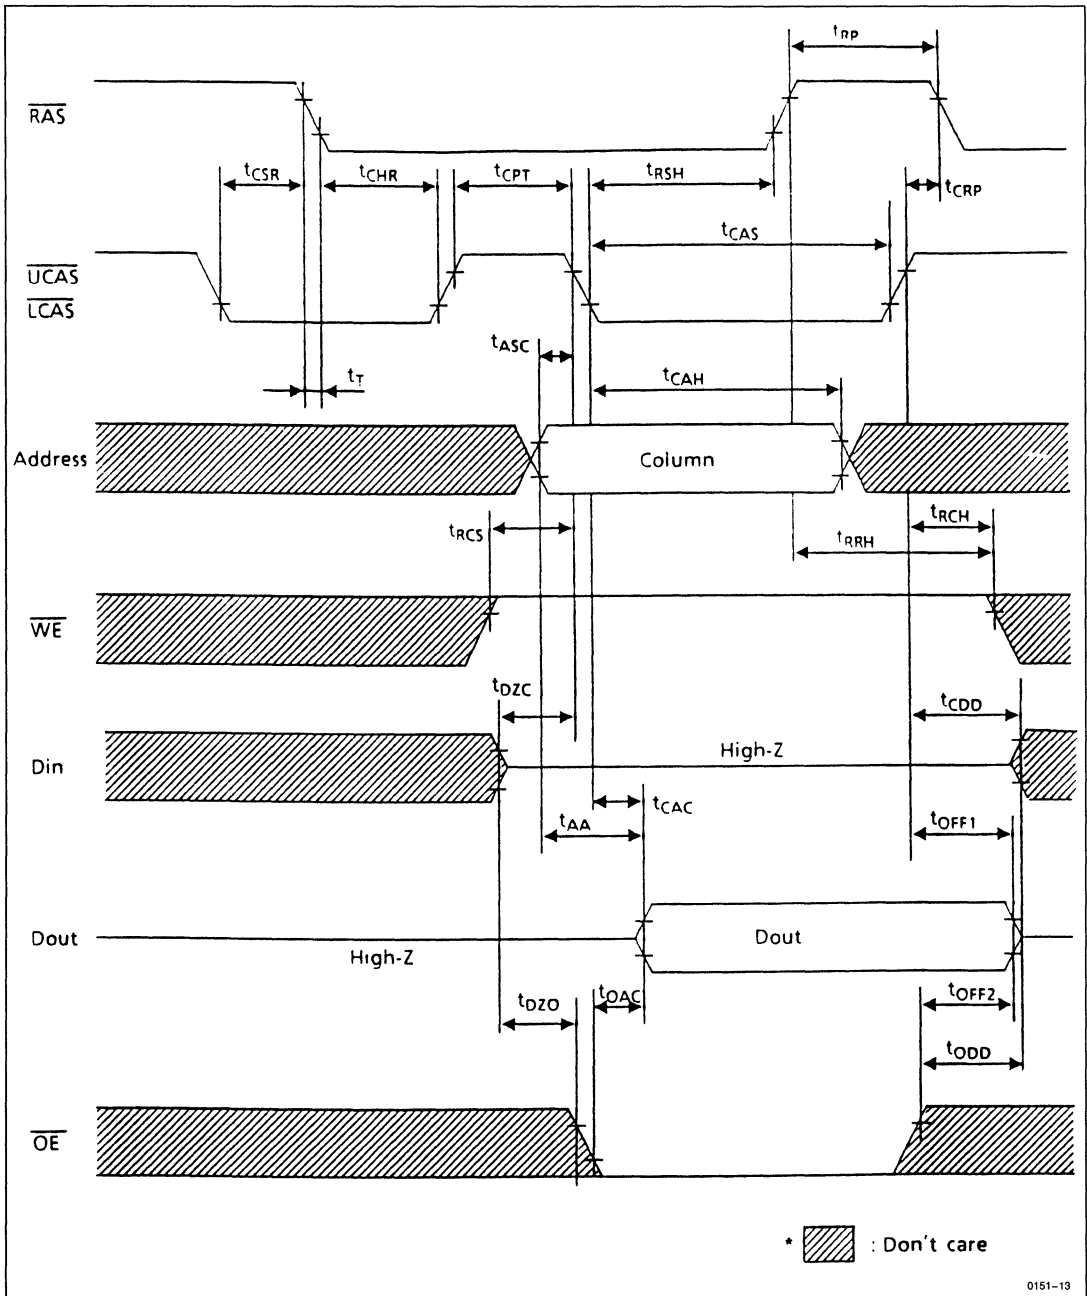 tRP
RAS
tCSR
tCHR
tCPT
tRSH
tCRP
tCAS
UCAS
LCAS
tASC
tT
tCAH
Address
Column
tRCS
tRCH
tRRH
WE
tDZC
tCDD
Din
High-Z
tCAC
tAA
tOFF1
Dout
High-Z
Dout
tDZO
tOAC
tOFF2
tODD
OE
* : Don't care
0151-13